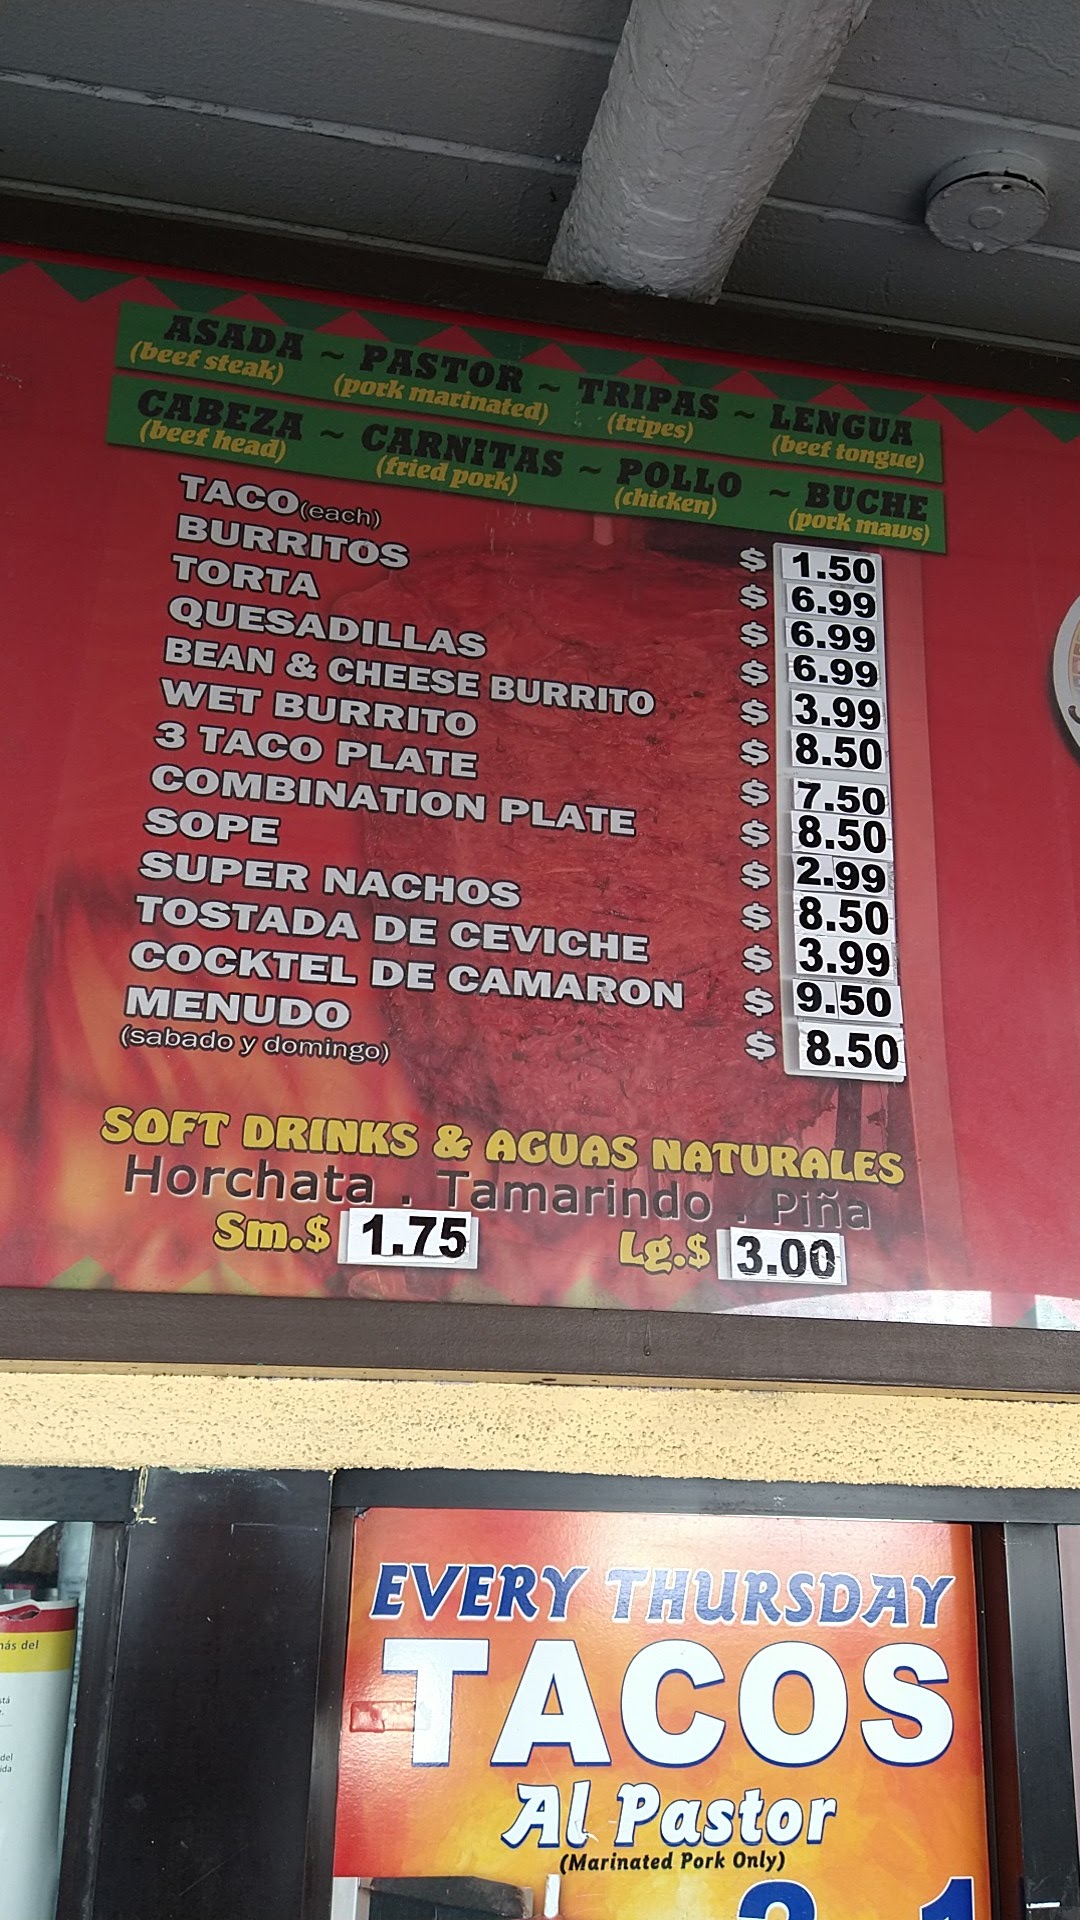 ASADA ~ PASTOR ~ TRIPAS ~ LENGUA
(beef steak) (pork marinated) (tripes) (beef tongue)
CABEZA ~ CARNITAS ~ POLLO ~ BUCHE
(beef head) (fried pork) (chicken) (pork maws)
TACO(each) $ 1.50
BURRITOS $ 6.99
TORTA $ 6.99
QUESADILLAS $ 6.99
BEAN & CHEESE BURRITO $ 3.99
WET BURRITO $ 8.50
3 TACO PLATE $ 7.50
COMBINATION PLATE $ 8.50
SOPE $ 2.99
SUPER NACHOS $ 8.50
TOSTADA DE CEVICHE $ 3.99
COCKTEL DE CAMARON $ 9.50
MENUDO $ 8.50
(sabado y domingo)
SOFT DRINKS & AGUAS NATURALES
Horchata . Tamarindo . Piña
Sm.$ 1.75 Lg.$ 3.00
EVERY THURSDAY
TACOS
Al Pastor
(Marinated Pork Only)
más del
del